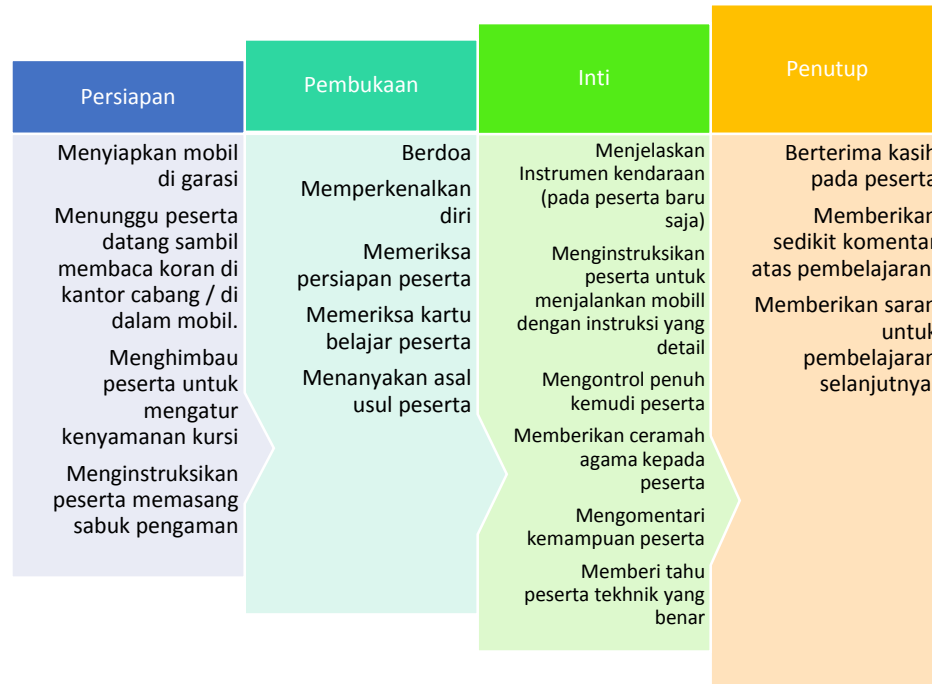 Persiapan
Menyiapkan mobil
di garasi
Menunggu peserta
datang sambil
membaca koran di
kantor cabang / di
dalam mobil.
Menghimbau
peserta untuk
mengatur
kenyamanan kursi
Menginstruksikan
peserta memasang
sabuk pengaman
Pembukaan
Berdoa
Memperkenalkan
diri
Memeriksa
persiapan peserta
Memeriksa kartu
belajar peserta
Menanyakan asal
usul peserta
Inti
Menjelaskan
Instrumen kendaraan
(pada peserta baru
saja)
Menginstruksikan
peserta untuk
menjalankan mobill
dengan instruksi yang
detail
Mengontrol penuh
kemudi peserta
Memberikan ceramah
agama kepada
peserta
Mengomentari
kemampuan peserta
Memberi tahu
peserta tekhnik yang
benar
Penutup
Berterima kasih
pada peserta
Memberikan
sedikit komentar
atas pembelajaran
Memberikan saran
untuk
pembelajaran
selanjutnya